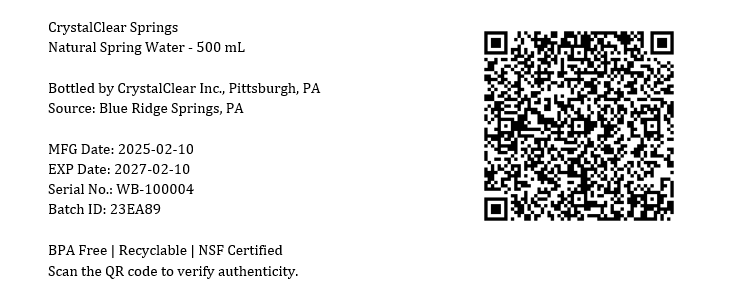 CrystalClear Springs
Natural Spring Water - 500 mL
Bottled by CrystalClear Inc., Pittsburgh, PA
Source: Blue Ridge Springs, PA
MFG Date: 2025-02-10
EXP Date: 2027-02-10
Serial No.: WB-100004
Batch ID: 23EA89
BPA Free | Recyclable | NSF Certified
Scan the QR code to verify authenticity.